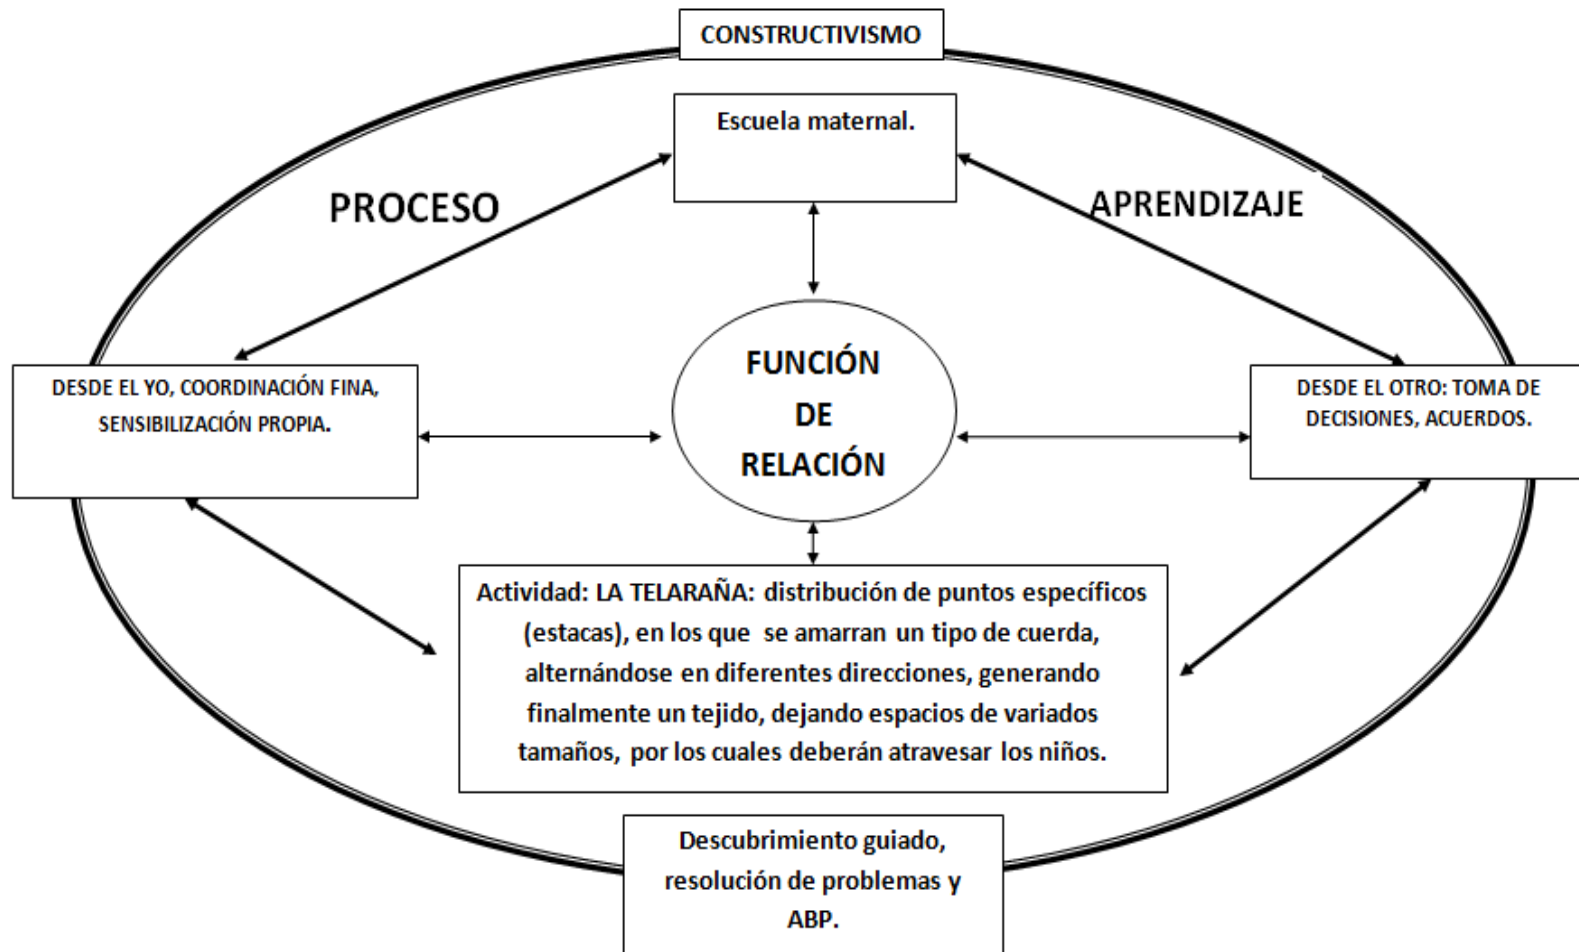 CONSTRUCTIVISMO
Escuela maternal.
PROCESO
APRENDIZAJE
FUNCIÓN
DE
RELACIÓN
DESDE EL YO, COORDINACIÓN FINA,
SENSIBILIZACIÓN PROPIA.
DESDE EL OTRO: TOMA DE
DECISIONES, ACUERDOS.
Actividad: LA TELARAÑA: distribución de puntos específicos
(estacas), en los que se amarran un tipo de cuerda,
alternándose en diferentes direcciones, generando
finalmente un tejido, dejando espacios de variados
tamaños, por los cuales deberán atravesar los niños.
Descubrimiento guiado,
resolución de problemas y
ABP.